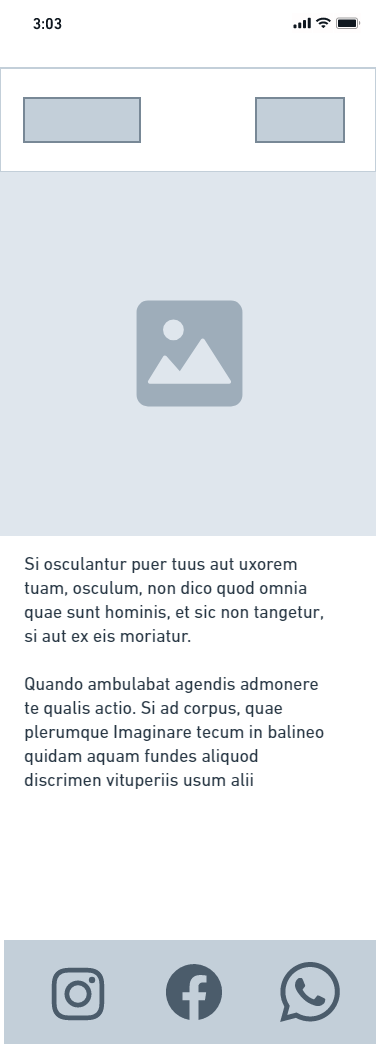 3:03
Si osculantur puer tuus aut uxorem
tuam, osculum, non dico quod omnia
quae sunt hominis, et sic non tangetur,
si aut ex eis moriatur.
Quando ambulabat agendis admonere
te qualis actio. Si ad corpus, quae
plerumque Imaginare tecum in balineo
quidam aquam fundes aliquod
discrimen vituperiis usum alii